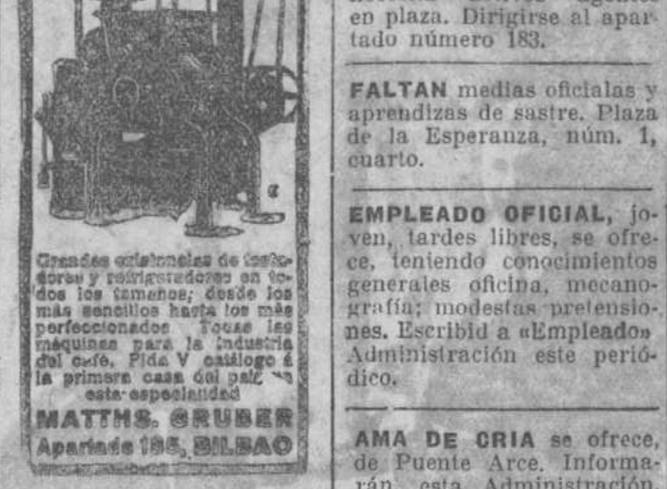 Grandes existencias de tosta-
dores y refrigeradores en to-
dos los tamaños; desde los
más sencillos hasta los más
perfeccionados Todas las
máquinas para la industria
del café. Pida V catálogo á
la primera casa del país en
esta especialidad
MATTHS. GRUBER
Apartado 185, BILBAO
en plaza. Dirigirse al apar-
tado número 183.
FALTAN medias oficialas y
aprendizas de sastre. Plaza
de la Esperanza, núm. 1,
cuarto.
EMPLEADO OFICIAL, jo-
ven, tardes libres, se ofre-
ce, teniendo conocimientos
generales oficina, mecano-
grafía; modestas pretensio-
nes. Escribid a «Empleado»
Administración este perió-
dico.
AMA DE CRIA se ofrece,
de Puente Arce. Informa-
rán, esta Administración.